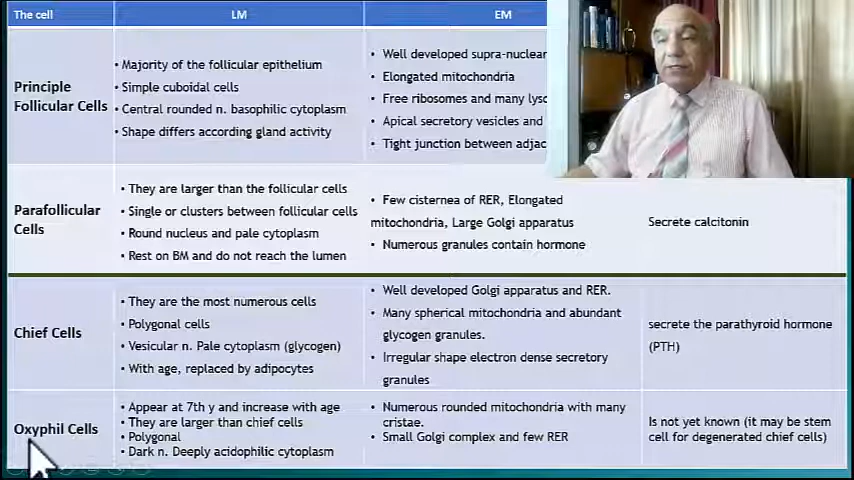 The cell
LM
EM
Principle
Follicular Cells
• Majority of the follicular epithelium
• Simple cuboidal cells
• Central rounded n. basophilic cytoplasm
• Shape differs according gland activity
• Well developed supra-nuclear
• Elongated mitochondria
• Free ribosomes and many lyso
• Apical secretory vesicles and
• Tight junction between adjac
Parafollicular
Cells
• They are larger than the follicular cells
• Single or clusters between follicular cells
• Round nucleus and pale cytoplasm
• Rest on BM and do not reach the lumen
• Few cisternea of RER, Elongated
mitochondria, Large Golgi apparatus
• Numerous granules contain hormone
Secrete calcitonin
Chief Cells
• They are the most numerous cells
• Polygonal cells
• Vesicular n. Pale cytoplasm (glycogen)
• With age, replaced by adipocytes
• Well developed Golgi apparatus and RER.
• Many spherical mitochondria and abundant
glycogen granules.
• Irregular shape electron dense secretory
granules
secrete the parathyroid hormone
(PTH)
Oxyphil Cells
• Appear at 7th y and increase with age
• They are larger than chief cells
• Polygonal
• Dark n. Deeply acidophilic cytoplasm
• Numerous rounded mitochondria with many
cristae.
• Small Golgi complex and few RER
Is not yet known (it may be stem
cell for degenerated chief cells)